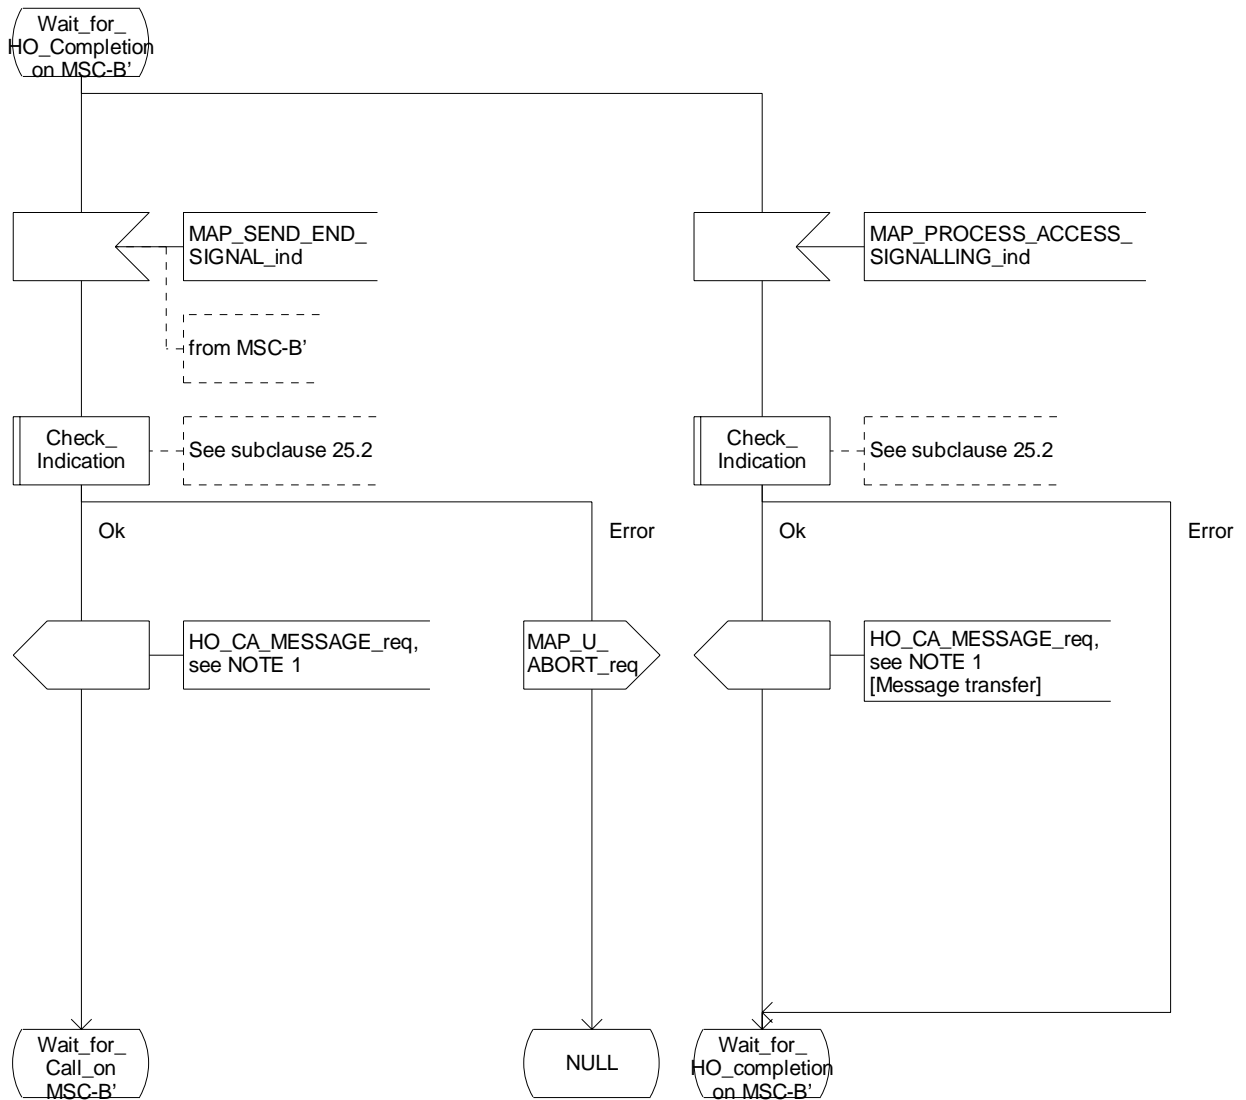 Wait_for_
HO_Completion
on MSC-B'
MAP_SEND_END_
SIGNAL_ind
MAP_PROCESS_ACCESS_
SIGNALLING_ind
from MSC-B'
Check_
Indication
See subclause 25.2
Check_
Indication
See subclause 25.2
Ok
Error
Ok
Error
HO_CA_MESSAGE_req,
see NOTE 1
MAP_U_
ABORT_req
HO_CA_MESSAGE_req,
see NOTE 1
[Message transfer]
Wait_for_
Call_on
MSC-B'
NULL
Wait_for_
HO_completion
on MSC-B'